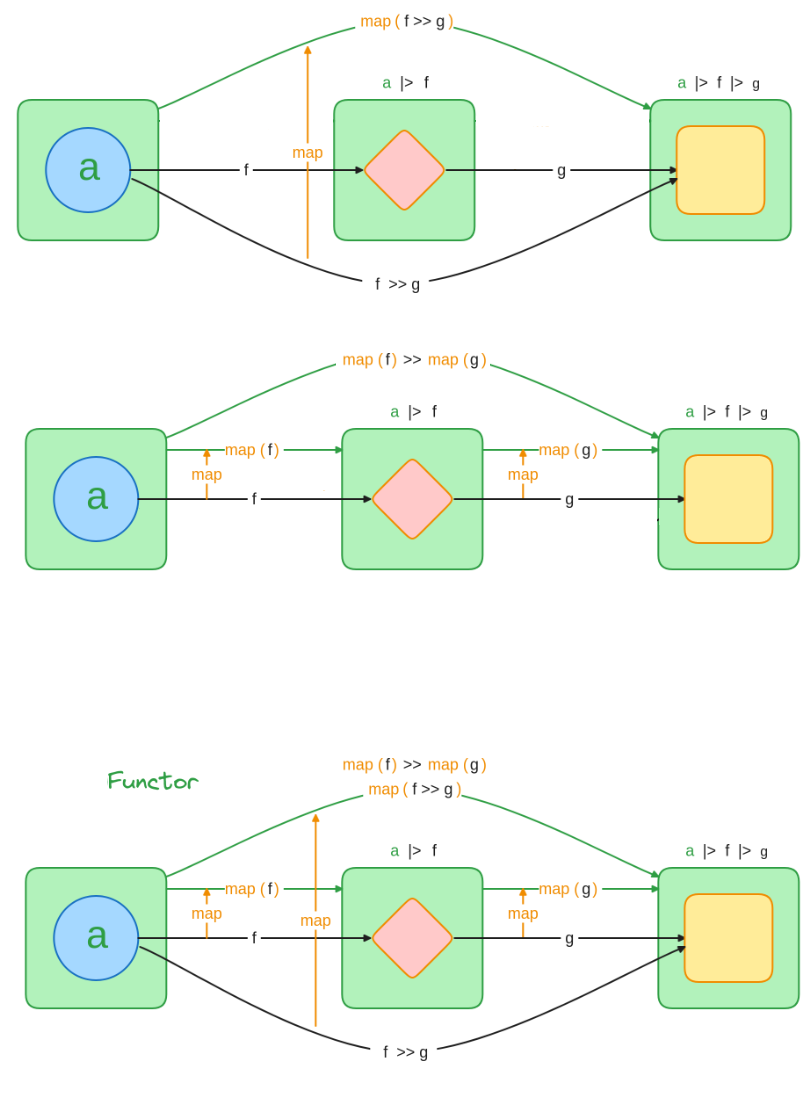 map ( f >> g )
a |> f
a |> f |> g
a
map
f
g
f >> g
map ( f ) >> map ( g )
a |> f
a |> f |> g
map ( f )
map ( g )
map
map
a
f
g
Functor
map ( f ) >> map ( g )
map ( f >> g )
a |> f
a |> f |> g
map ( f )
map ( g )
map
map
map
a
f
g
f >> g